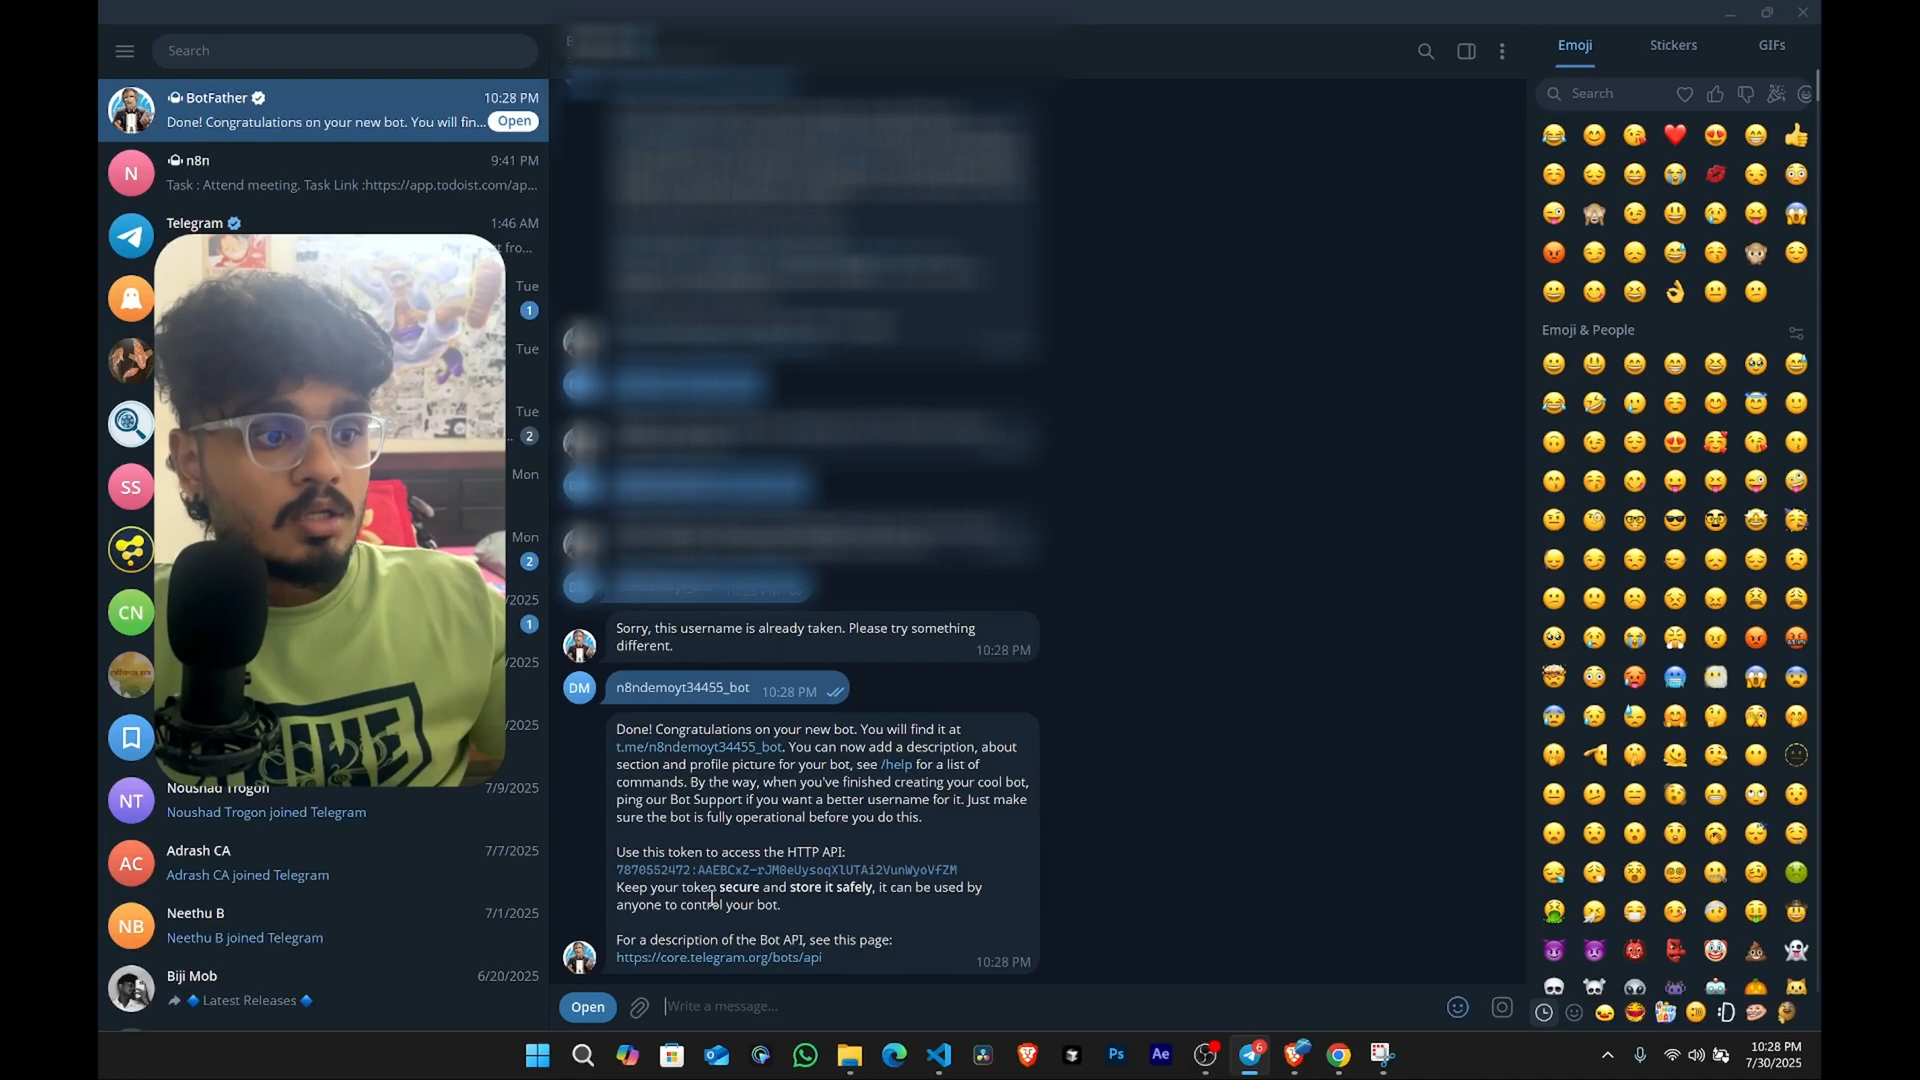 Search
BotFather
10:28 PM
Done! Congratulations on your new bot. You will fin...
Open
N
n8n
9:41 PM
Task : Attend meeting. Task Link :https://app.todoist.com/ap...
Telegram
1:46 AM
fro...
Tue
1
Tue
Tue
2
SS
Mon
Mon
2
CN
/2025
1
/2025
/2025
NT
Noushad Trogon
7/9/2025
Noushad Trogon joined Telegram
AC
Adrash CA
7/7/2025
Adrash CA joined Telegram
NB
Neethu B
7/1/2025
Neethu B joined Telegram
Biji Mob
6/20/2025
Latest Releases
Sorry, this username is already taken. Please try something
different.
10:28 PM
DM
n8ndemoyt34455_bot
10:28 PM
Done! Congratulations on your new bot. You will find it at
t.me/n8ndemoyt34455_bot. You can now add a description, about
section and profile picture for your bot, see /help for a list of
commands. By the way, when you've finished creating your cool bot,
ping our Bot Support if you want a better username for it. Just make
sure the bot is fully operational before you do this.
Use this token to access the HTTP API:
7870552472:AAEBCxZ-rJM0eUysoqXlUTAi2VunWyoVfZM
Keep your token secure and store it safely, it can be used by
anyone to control your bot.
For a description of the Bot API, see this page:
https://core.telegram.org/bots/api
10:28 PM
Open
Write a message...
Emoji
Stickers
GIFs
Search
Emoji & People
Ps
Ae
6
10:28 PM
7/30/2025